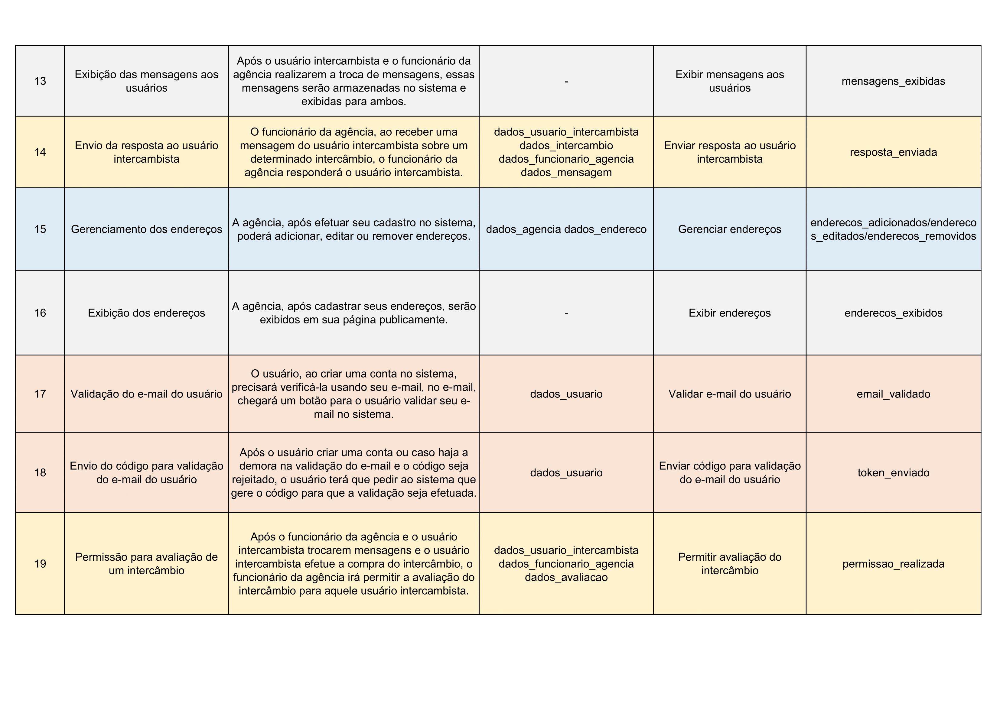 13
Exibição das mensagens aos
usuários
Após o usuário intercambista e o funcionário da
agência realizarem a troca de mensagens, essas
mensagens serão armazenadas no sistema e
exibidas para ambos.
-
Exibir mensagens aos
usuários
mensagens_exibidas
14
Envio da resposta ao usuário
intercambista
O funcionário da agência, ao receber uma
mensagem do usuário intercambista sobre um
determinado intercâmbio, o funcionário da
agência responderá o usuário intercambista.
dados_usuario_intercambista
dados_intercambio
dados_funcionario_agencia
dados_mensagem
Enviar resposta ao usuário
intercambista
resposta_enviada
15
Gerenciamento dos endereços
A agência, após efetuar seu cadastro no sistema,
poderá adicionar, editar ou remover endereços.
dados_agencia dados_endereco
Gerenciar endereços
enderecos_adicionados/endereco
s_editados/enderecos_removidos
16
Exibição dos endereços
A agência, após cadastrar seus endereços, serão
exibidos em sua página publicamente.
-
Exibir endereços
enderecos_exibidos
17
Validação do e-mail do usuário
O usuário, ao criar uma conta no sistema,
precisará verificá-la usando seu e-mail, no e-mail,
chegará um botão para o usuário validar seu e-
mail no sistema.
dados_usuario
Validar e-mail do usuário
email_validado
18
Envio do código para validação
do e-mail do usuário
Após o usuário criar uma conta ou caso haja a
demora na validação do e-mail e o código seja
rejeitado, o usuário terá que pedir ao sistema que
gere o código para que a validação seja efetuada.
dados_usuario
Enviar código para validação
do e-mail do usuário
token_enviado
19
Permissão para avaliação de
um intercâmbio
Após o funcionário da agência e o usuário
intercambista trocarem mensagens e o usuário
intercambista efetue a compra do intercâmbio, o
funcionário da agência irá permitir a avaliação do
intercâmbio para aquele usuário intercambista.
dados_usuario_intercambista
dados_funcionario_agencia
dados_avaliacao
Permitir avaliação do
intercâmbio
permissao_realizada